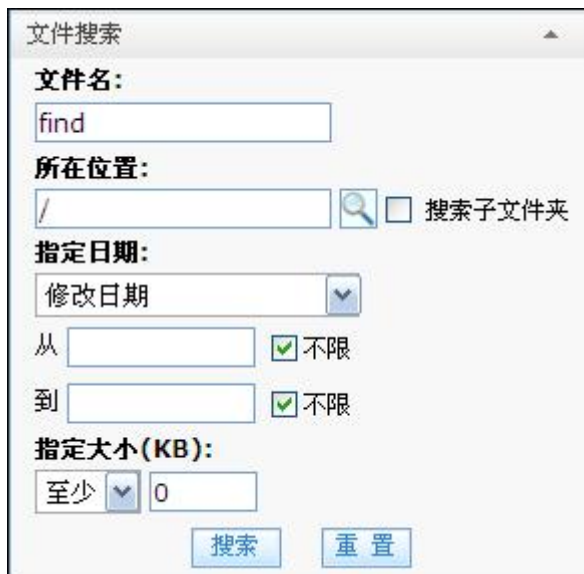 文件搜索
文件名:
find
所在位置:
/
搜索子文件夹
指定日期:
修改日期
从 不限
到 不限
指定大小(KB):
至少 0
搜索 重置